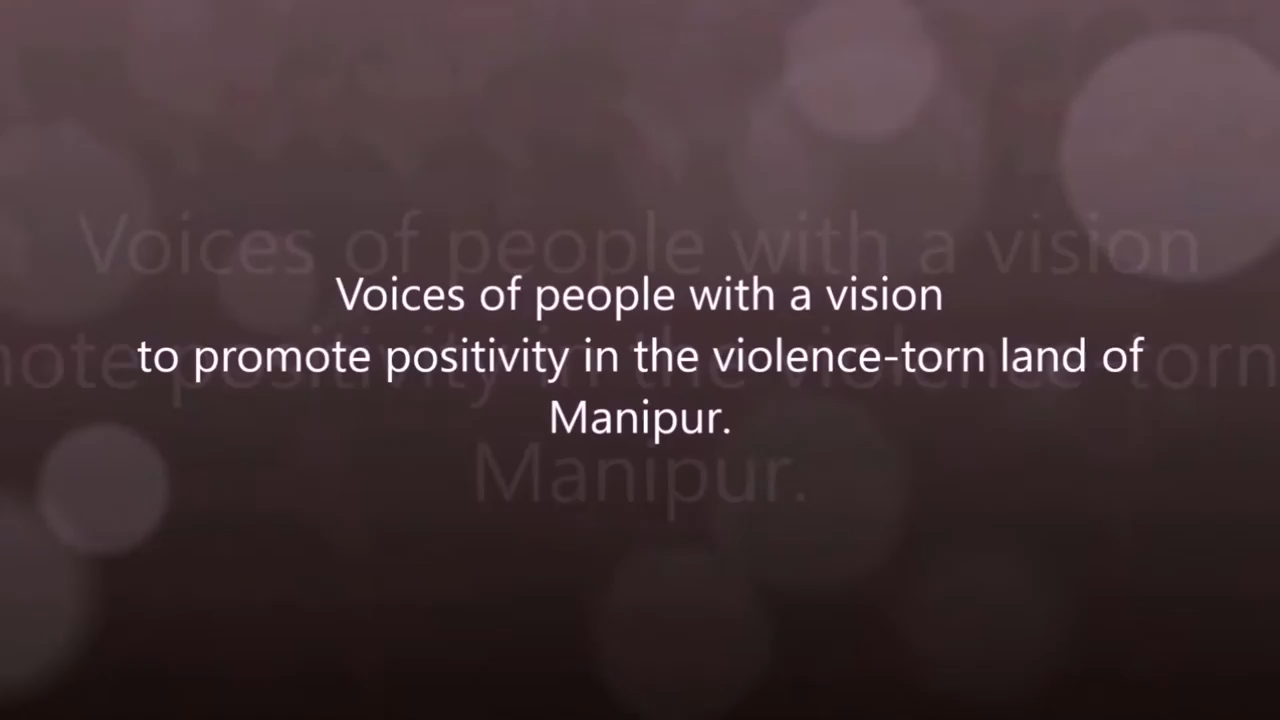 Voices of people with a vision
to promote positivity in the violence-torn land of
Manipur.